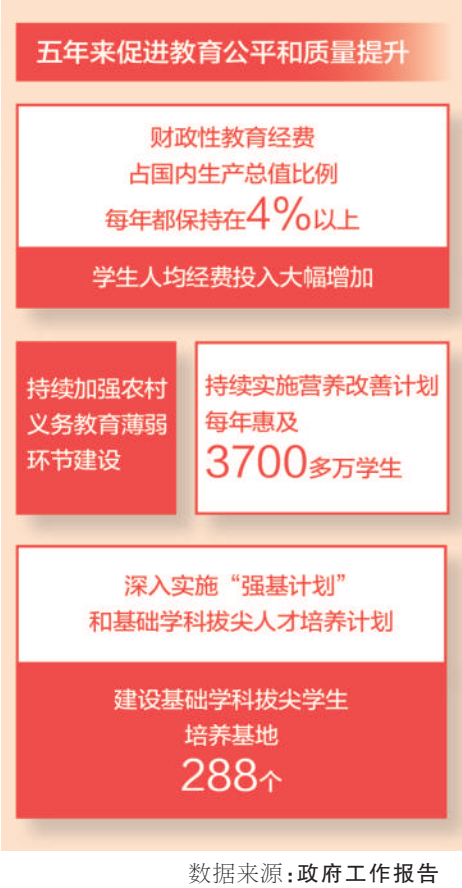 五年来促进教育公平和质量提升
财政性教育经费
占国内生产总值比例
每年都保持在4%以上
学生人均经费投入大幅增加
持续加强农村
义务教育薄弱
环节建设
持续实施营养改善计划
每年惠及
3700多万学生
深入实施“强基计划”
和基础学科拔尖人才培养计划
建设基础学科拔尖学生
培养基地
288个
数据来源:政府工作报告